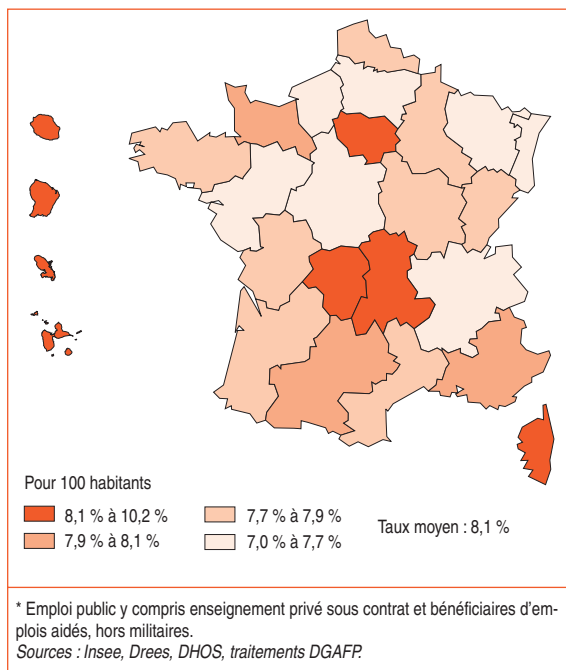 Pour 100 habitants
8,1 % à 10,2 %
7,9 % à 8,1 %
7,7 % à 7,9 %
7,0 % à 7,7 %
Taux moyen : 8,1 %
* Emploi public y compris enseignement privé sous contrat et bénéficiaires d'em-
plois aidés, hors militaires.
Sources : Insee, Drees, DHOS, traitements DGAFP.